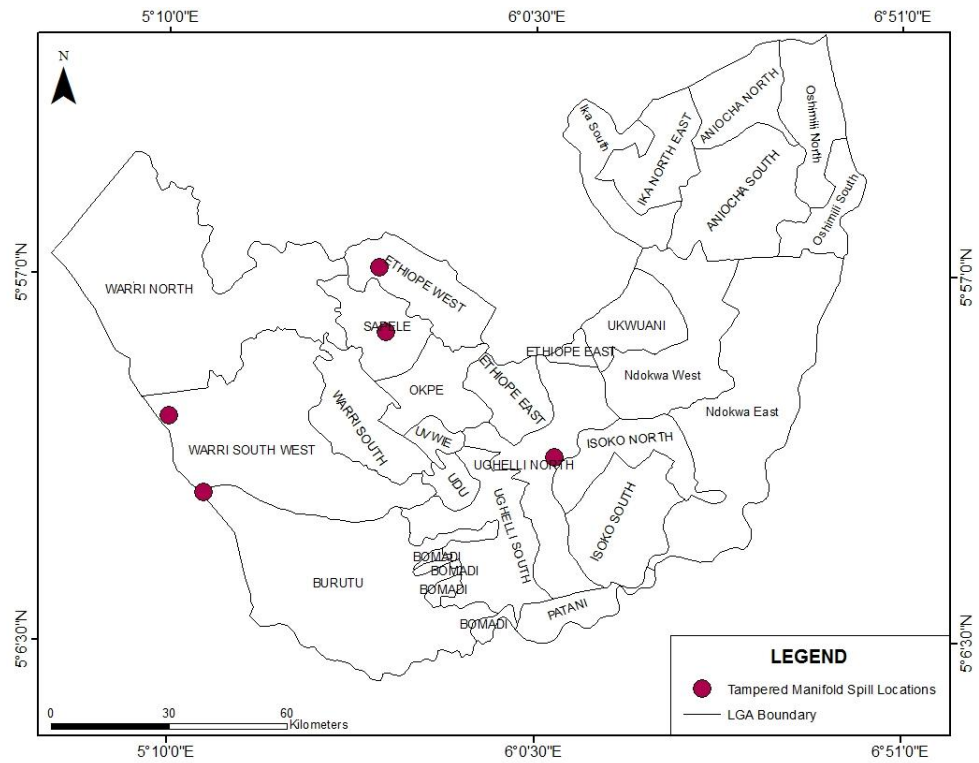 5°10'0"E
6°0'30"E
6°51'0"E
N
Ika South
IKA NORTH EAST
ANIOCHA NORTH
Oshimili North
ANIOCHA SOUTH
Oshimili South
5°57'0"N
5°57'0"N
WARRI NORTH
ETHIOPE WEST
SAPELE
UKWUANI
ETHIOPE EAST
Ndokwa West
OKPE
ETHIOPE EAST
Ndokwa East
WARRI SOUTH
UVWIE
ISOKO NORTH
WARRI SOUTH WEST
UGHELLI NORTH
UDU
UGHELLI SOUTH
ISOKO SOUTH
BOMADI
BOMADI
BURUTU
BOMADI
PATANI
BOMADI
5°6'30"N
5°6'30"N
LEGEND
Tampered Manifold Spill Locations
LGA Boundary
0 30 60
Kilometers
5°10'0"E
6°0'30"E
6°51'0"E